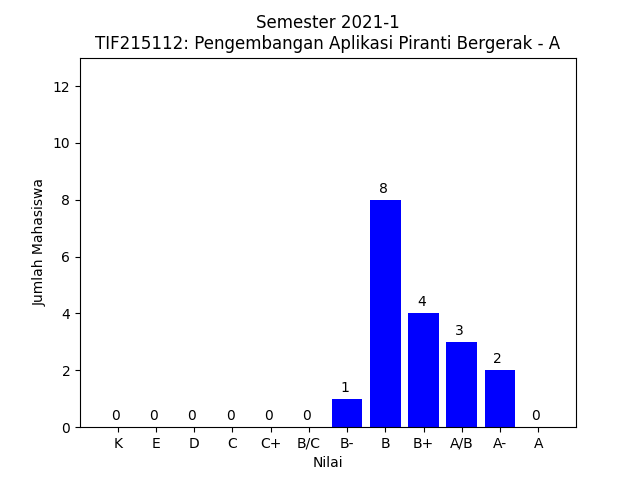 Semester 2021-1
TIF215112: Pengembangan Aplikasi Piranti Bergerak - A
12
10
8
6
4
2
0
Jumlah Mahasiswa
0 0 0 0 0 0 1 8 4 3 2 0
K E D C C+ B/C B- B B+ A/B A- A
Nilai